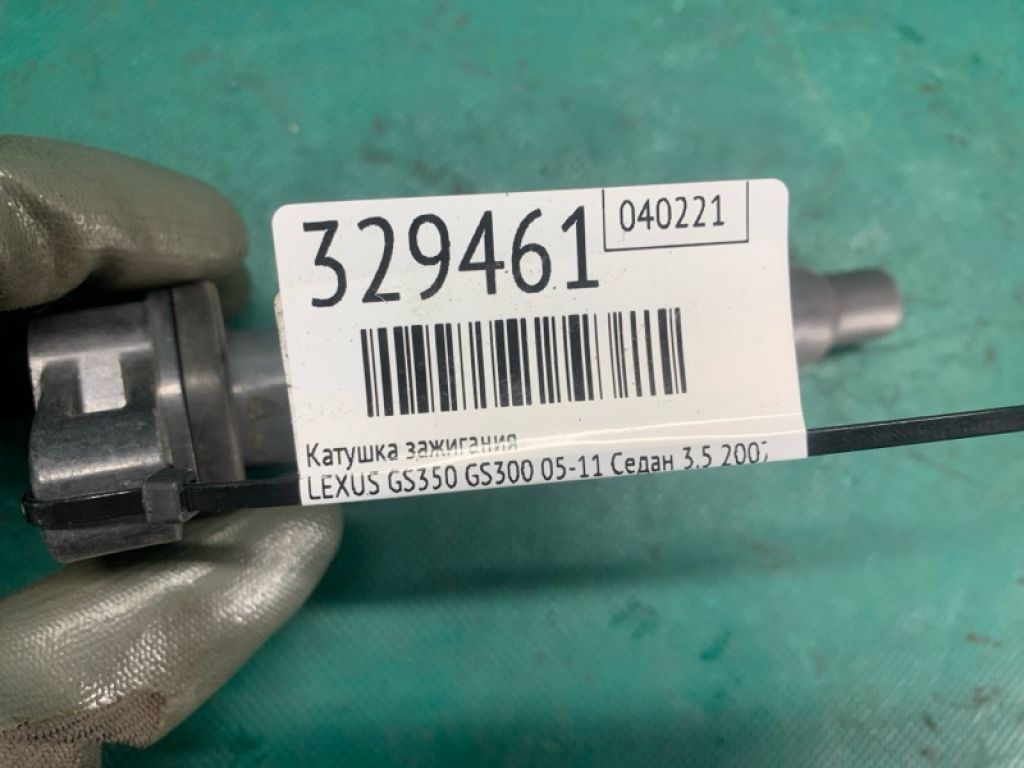 329461
040221
Катушка зажигания
LEXUS GS350 GS300 05-11 Седан 3.5